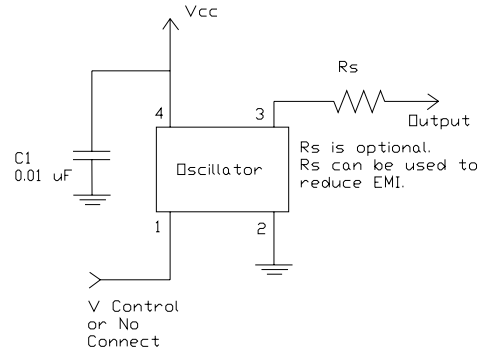 Vcc
Rs
4
3
Output
C1
0.01 uF
Oscillator
Rs is optional.
Rs can be used to
reduce EMI.
1
2
V Control
or No
Connect